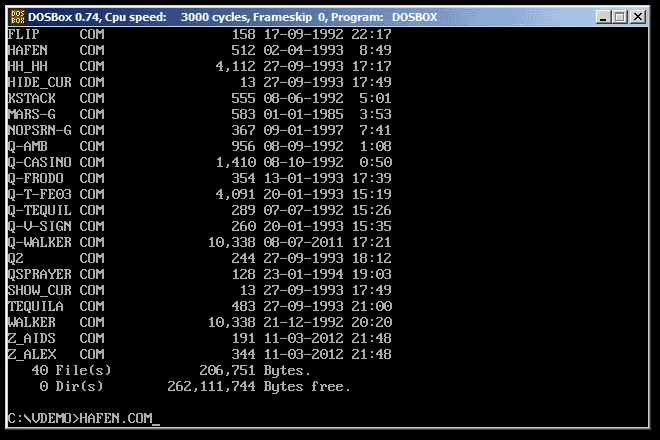 DOS BOX
DOSBox 0.74, Cpu speed:    3000 cycles, Frameskip  0, Program:   DOSBOX
FLIP     COM                158 17-09-1992 22:17
HAFEN    COM                512 02-04-1993  8:49
HH_HH    COM              4,112 27-09-1993 17:17
HIDE_CUR COM                 13 27-09-1993 17:49
KSTACK   COM                555 08-06-1992  5:01
MARS-G   COM                583 01-01-1985  3:53
NOPSRN-G COM                367 09-01-1997  7:41
Q-AMB    COM                956 08-09-1992  1:08
Q-CASINO COM              1,410 08-10-1992  0:50
Q-FRODO  COM                354 13-01-1993 17:39
Q-T-FE03 COM              4,091 20-01-1993 15:19
Q-TEQUIL COM                289 07-07-1992 15:26
Q-V-SIGN COM                260 20-01-1993 15:35
Q-WALKER COM             10,338 08-07-2011 17:21
Q2       COM                244 27-09-1993 18:12
QSPRAYER COM                128 23-01-1994 19:03
SHOW_CUR COM                 13 27-09-1993 17:49
TEQUILA  COM                483 27-09-1993 21:00
WALKER   COM             10,338 21-12-1992 20:20
Z_AIDS   COM                191 11-03-2012 21:48
Z_ALEX   COM                344 11-03-2012 21:48
   40 File(s)           206,751 Bytes.
    0 Dir(s)        262,111,744 Bytes free.
C:\VDEMO>HAFEN.COM_